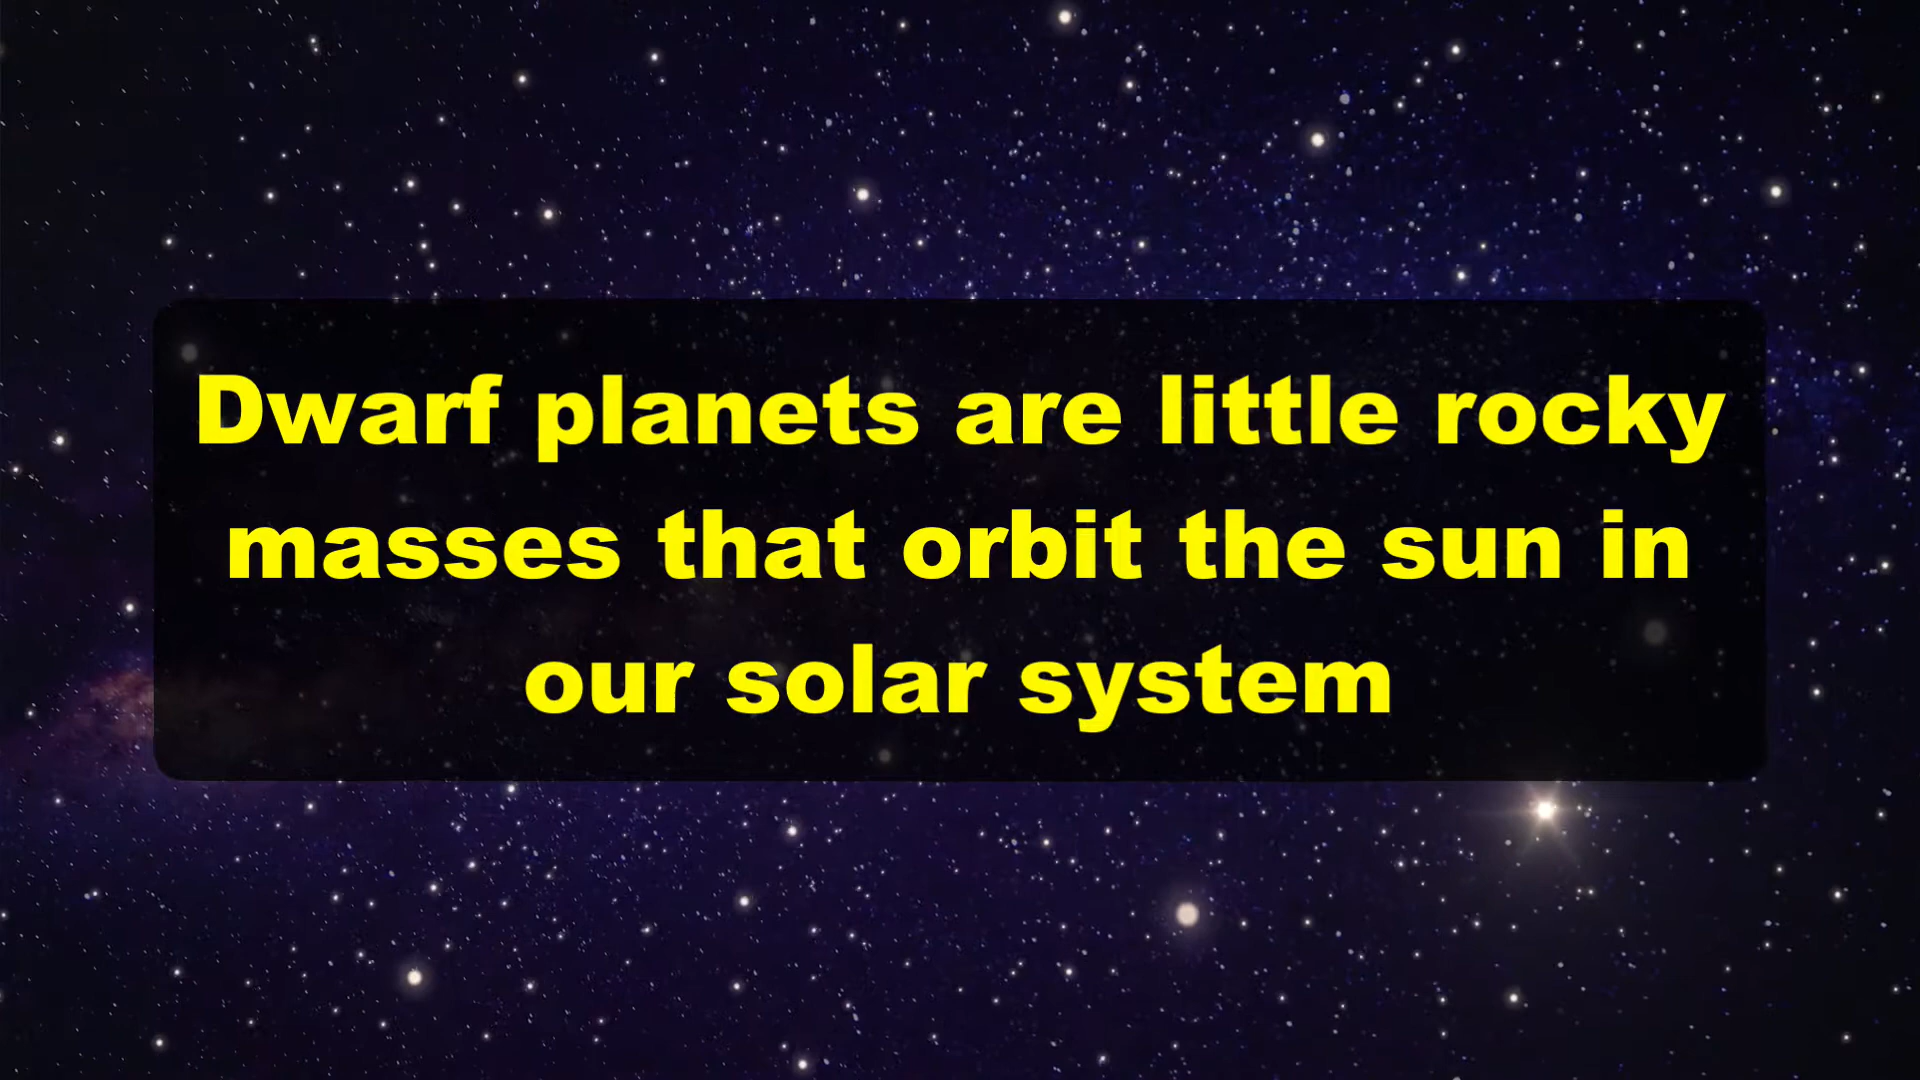 Dwarf planets are little rocky
masses that orbit the sun in
our solar system